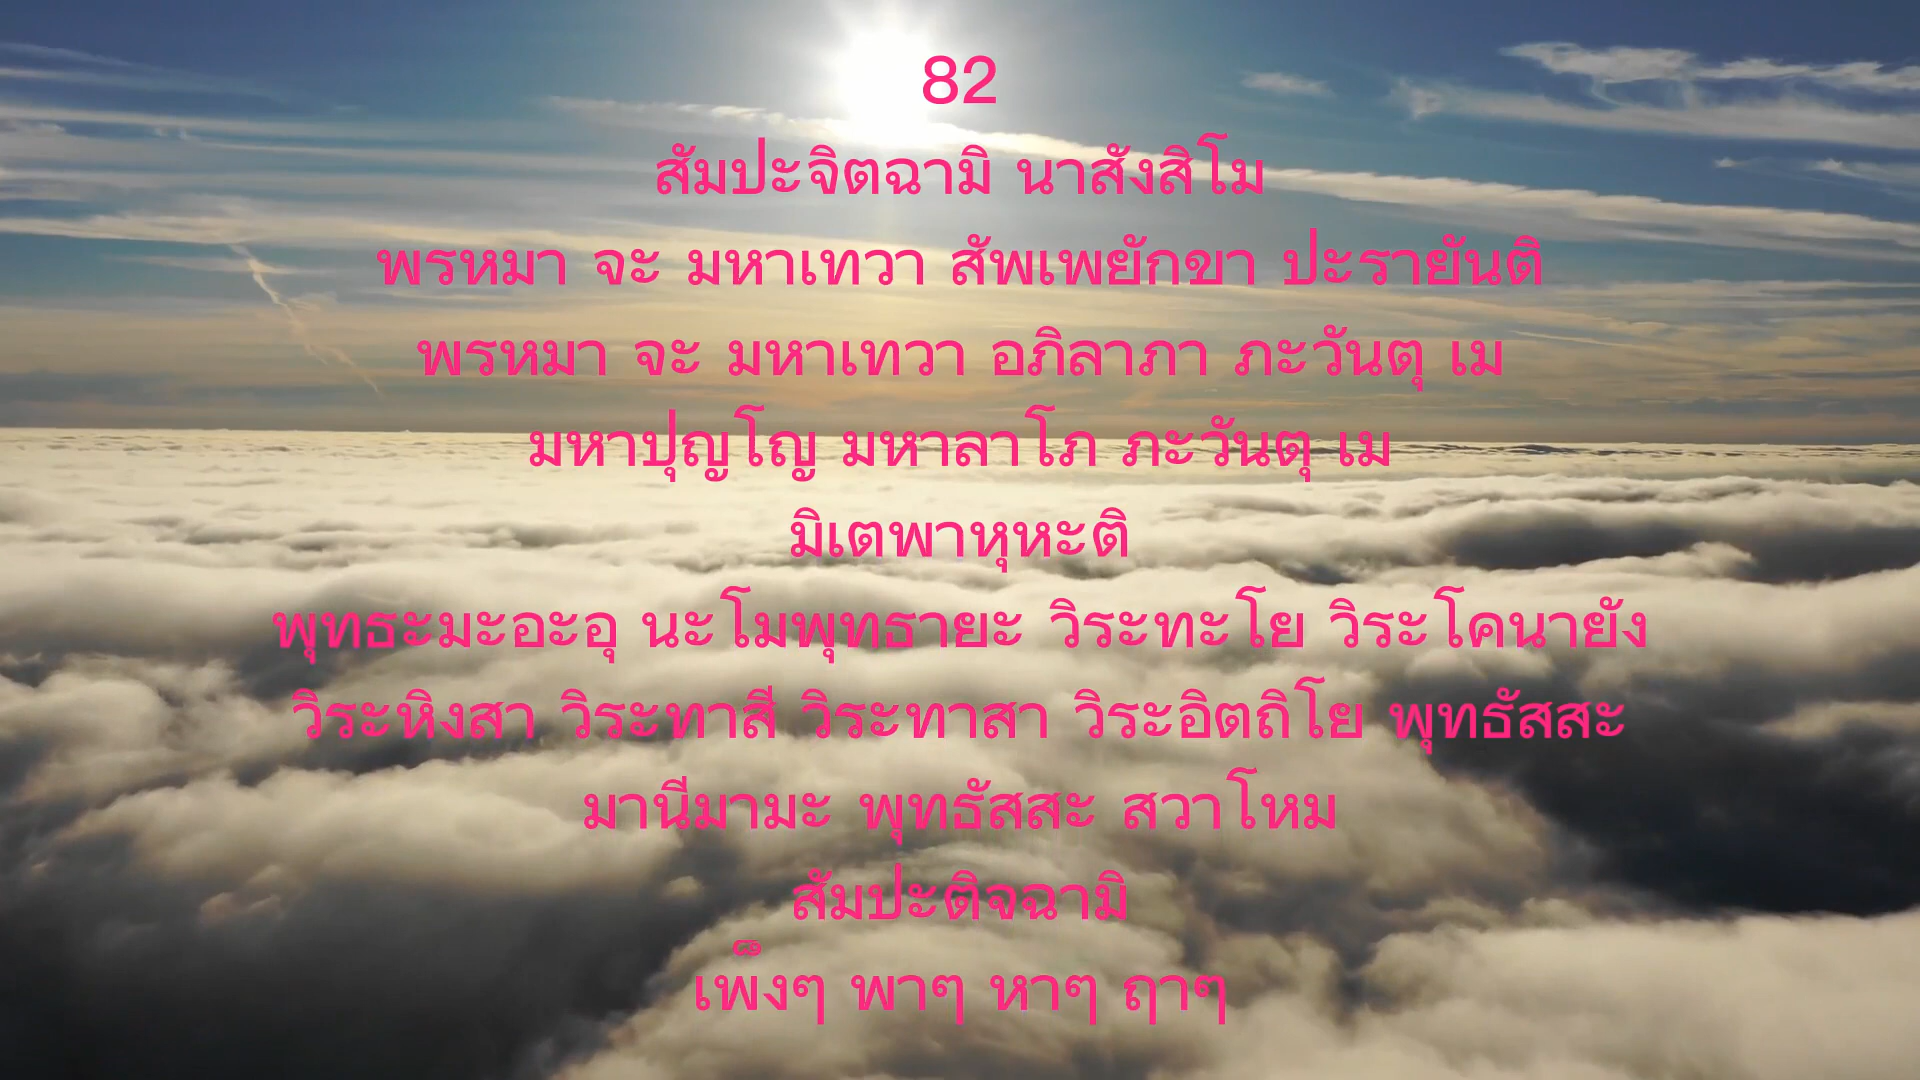 82
สัมปะจิตฉามิ นาสังสิโม
พรหมา จะ มหาเทวา สัพเพยักขา ปะรายันติ
พรหมา จะ มหาเทวา อภิลาภา ภะวันตุ เม
มหาปุญโญ มหาลาโภ ภะวันตุ เม
มิเตพาหุหะติ
พุทธะมะอะอุ นะโมพุทธายะ วิระทะโย วิระโคนายัง
วิระหิงสา วิระทาสี วิระทาสา วิระอิตถิโย พุทธัสสะ
มานีมามะ พุทธัสสะ สวาโหม
สัมปะติจฉามิ
เพ็งๆ พาๆ หาๆ ฤาๆ